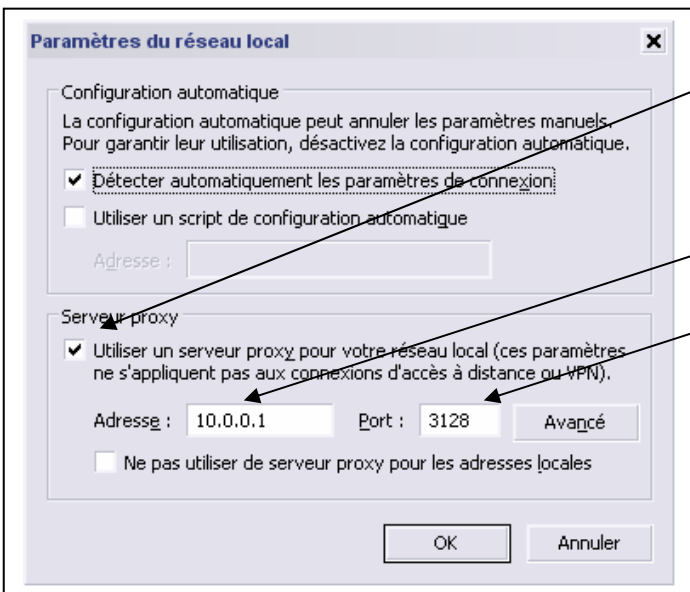 Paramètres du réseau local
Configuration automatique
La configuration automatique peut annuler les paramètres manuels.
Pour garantir leur utilisation, désactivez la configuration automatique.
Détecter automatiquement les paramètres de connexion
Utiliser un script de configuration automatique
Adresse :
Serveur proxy
Utiliser un serveur proxy pour votre réseau local (ces paramètres
ne s'appliquent pas aux connexions d'accès à distance ou VPN).
Adresse : 10.0.0.1 Port : 3128 Avancé
Ne pas utiliser de serveur proxy pour les adresses locales
OK Annuler